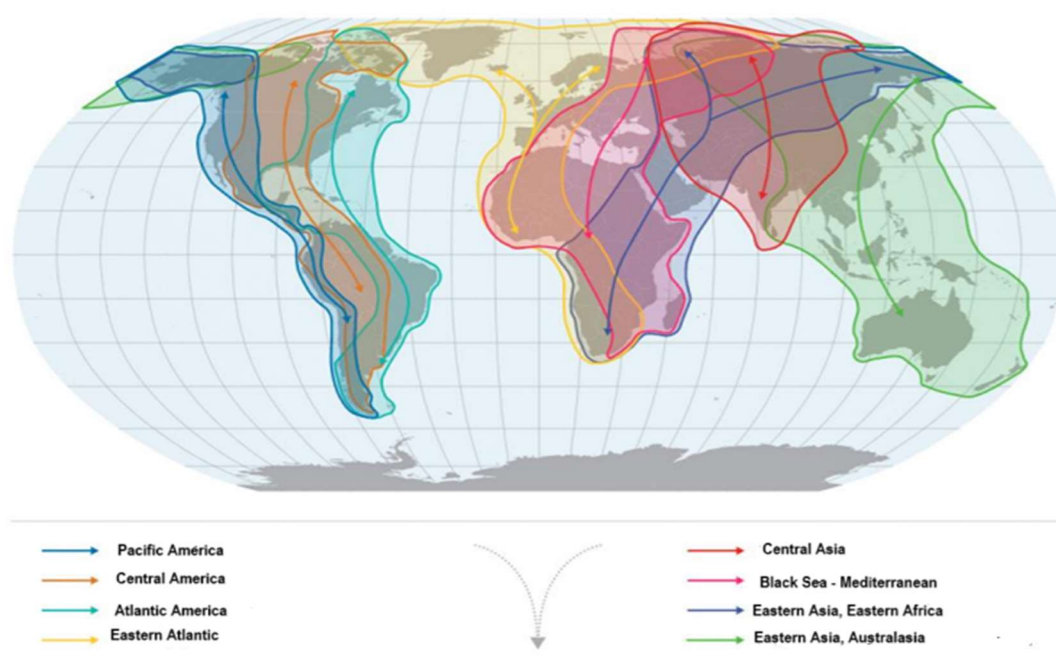 Pacific América
Central America
Atlantic America
Eastern Atlantic
Central Asia
Black Sea - Mediterranean
Eastern Asia, Eastern Africa
Eastern Asia, Australasia